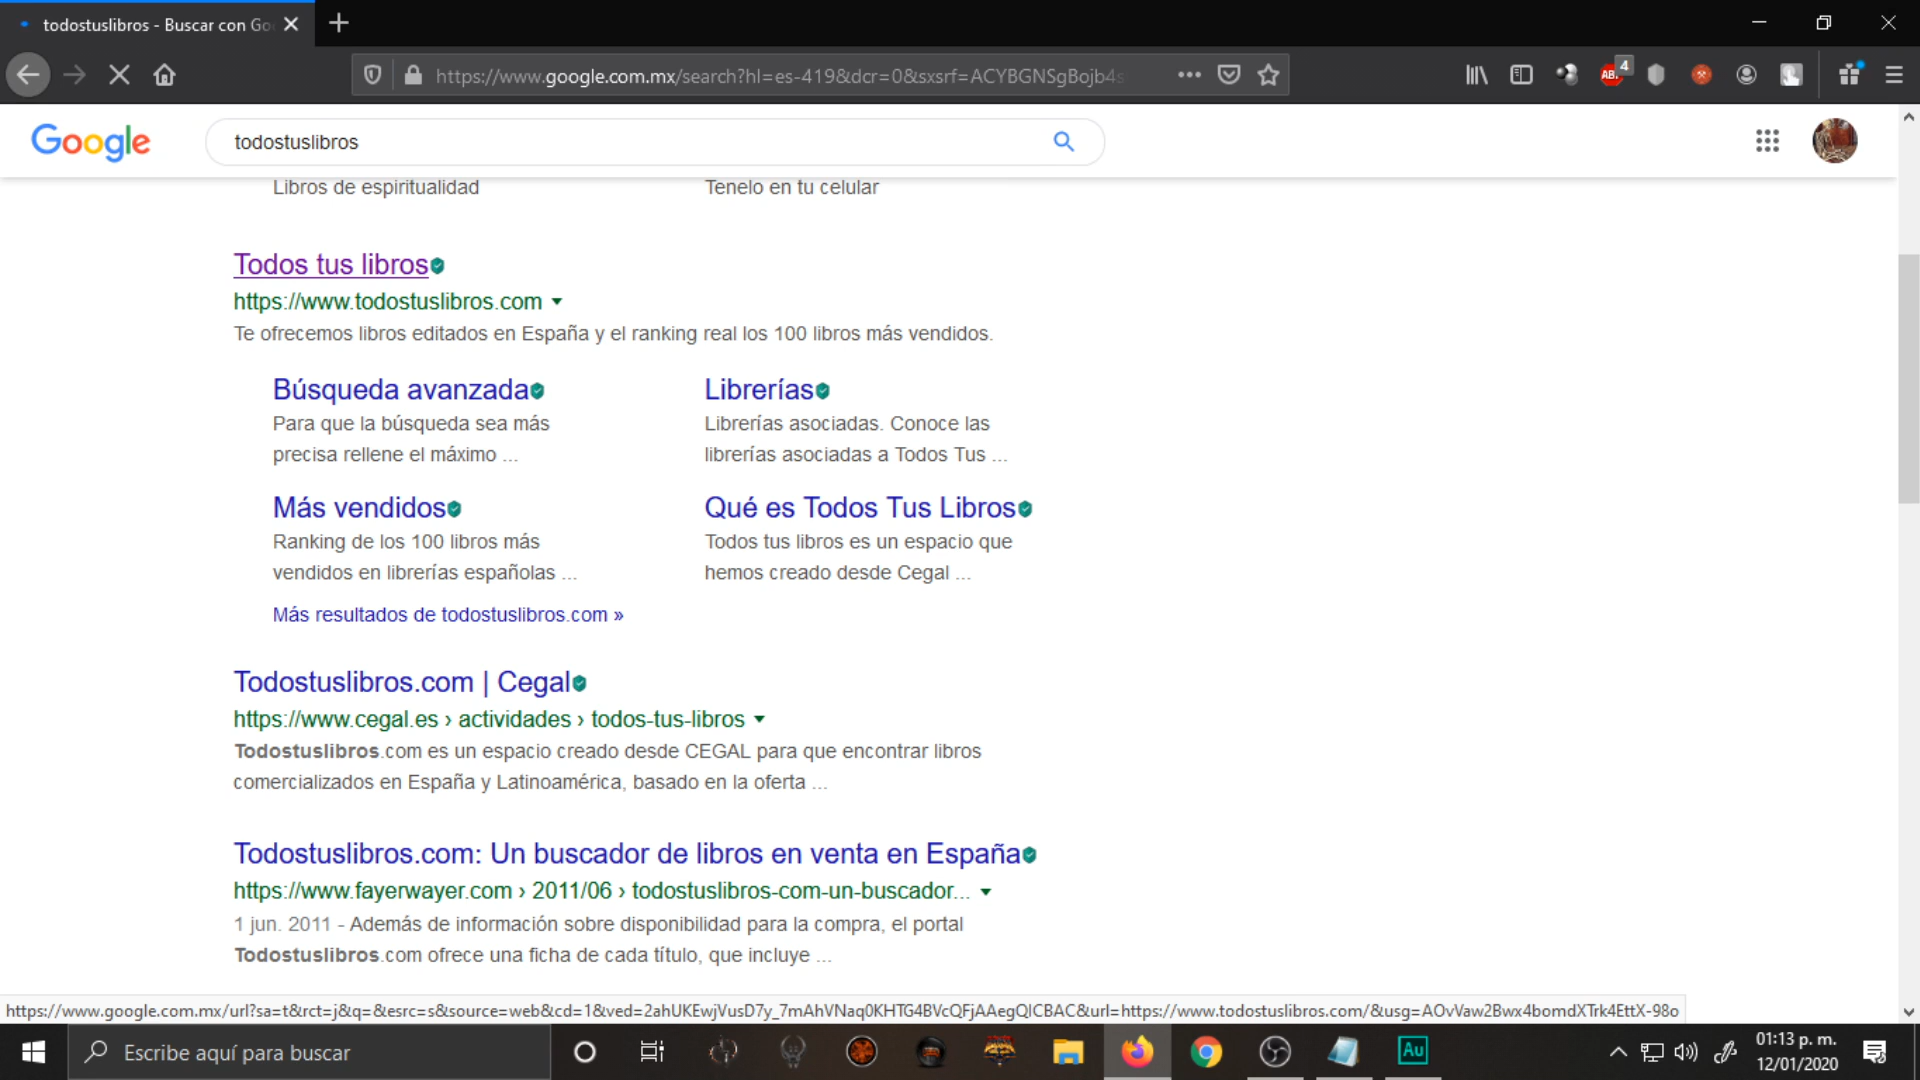 todostuslibros - Buscar con Go
https://www.google.com.mx/search?hl=es-419&dcr=0&sxsrf=ACYBGNSgBojb4s
ABP 4
Google
todostuslibros
Libros de espiritualidad
Tenelo en tu celular
Todos tus libros
https://www.todostuslibros.com
Te ofrecemos libros editados en España y el ranking real los 100 libros más vendidos.
Búsqueda avanzada
Para que la búsqueda sea más
precisa rellene el máximo ...
Librerías
Librerías asociadas. Conoce las
librerías asociadas a Todos Tus ...
Más vendidos
Ranking de los 100 libros más
vendidos en librerías españolas ...
Qué es Todos Tus Libros
Todos tus libros es un espacio que
hemos creado desde Cegal ...
Más resultados de todostuslibros.com »
Todostuslibros.com | Cegal
https://www.cegal.es › actividades › todos-tus-libros
Todostuslibros.com es un espacio creado desde CEGAL para que encontrar libros
comercializados en España y Latinoamérica, basado en la oferta ...
Todostuslibros.com: Un buscador de libros en venta en España
https://www.fayerwayer.com › 2011/06 › todostuslibros-com-un-buscador...
1 jun. 2011 - Además de información sobre disponibilidad para la compra, el portal
Todostuslibros.com ofrece una ficha de cada título, que incluye ...
https://www.google.com.mx/url?sa=t&rct=j&q=&esrc=s&source=web&cd=1&ved=2ahUKEwjVusD7y_7mAhVNaq0KHTG4BVcQFjAAegQICBAC&url=https://www.todostuslibros.com/&usg=AOvVaw2Bwx4bomdXTrk4EttX-98o
Escribe aquí para buscar
Au
01:13 p. m.
12/01/2020